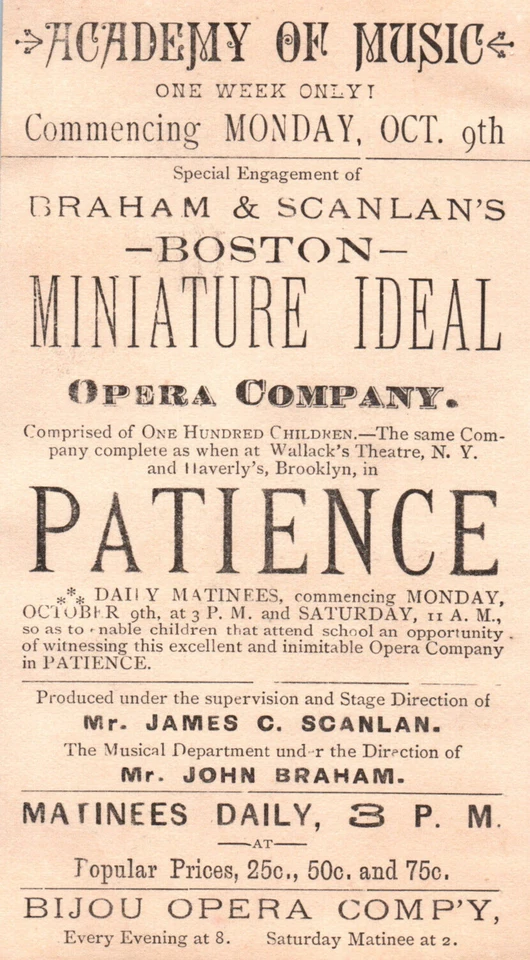 ACADEMY OF MUSIC
ONE WEEK ONLY!
Commencing MONDAY, OCT. 9th
Special Engagement of
BRAHAM & SCANLAN'S
—BOSTON—
MINIATURE IDEAL
OPERA COMPANY.
Comprised of ONE HUNDRED CHILDREN.—The same Com-
pany complete as when at Wallack's Theatre, N. Y.
and Haverly's, Brooklyn, in
PATIENCE
⁂ DAILY MATINEES, commencing MONDAY,
OCTOBER 9th, at 3 P. M. and SATURDAY, 11 A. M.,
so as to enable children that attend school an opportunity
of witnessing this excellent and inimitable Opera Company
in PATIENCE.
Produced under the supervision and Stage Direction of
Mr. JAMES C. SCANLAN.
The Musical Department under the Direction of
Mr. JOHN BRAHAM.
MATINEES DAILY, 3 P. M.
—AT—
Popular Prices, 25c., 50c. and 75c.
BIJOU OPERA COMP'Y,
Every Evening at 8. Saturday Matinee at 2.